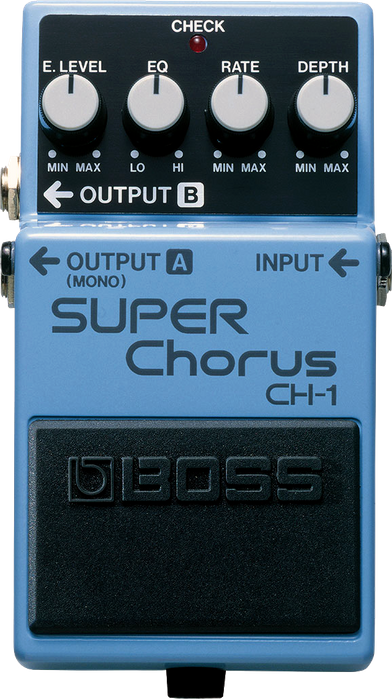 CHECK
E. LEVEL EQ RATE DEPTH
MIN MAX LO HI MIN MAX MIN MAX
OUTPUT B
OUTPUT A INPUT
(MONO)
SUPER
Chorus
CH-1
BOSS